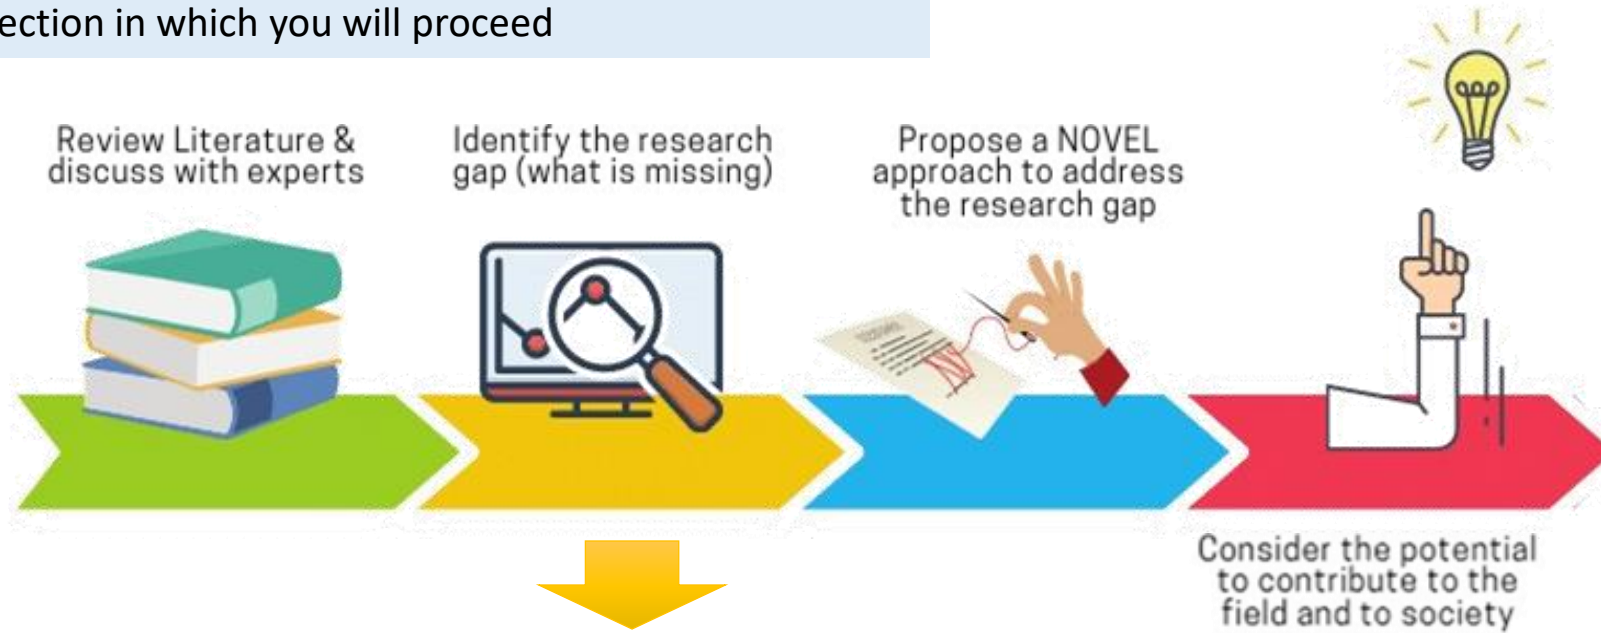 ection in which you will proceed
Review Literature &
discuss with experts
Identify the research
gap (what is missing)
Propose a NOVEL
approach to address
the research gap
Consider the potential
to contribute to the
field and to society